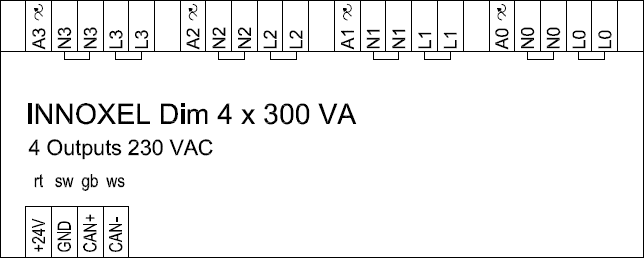 A3 N3 N3 L3 L3 A2 N2 N2 L2 L2 A1 N1 N1 L1 L1 A0 N0 N0 L0 L0
INNOXEL Dim 4 x 300 VA
4 Outputs 230 VAC
rt sw gb ws
+24V GND CAN+ CAN-